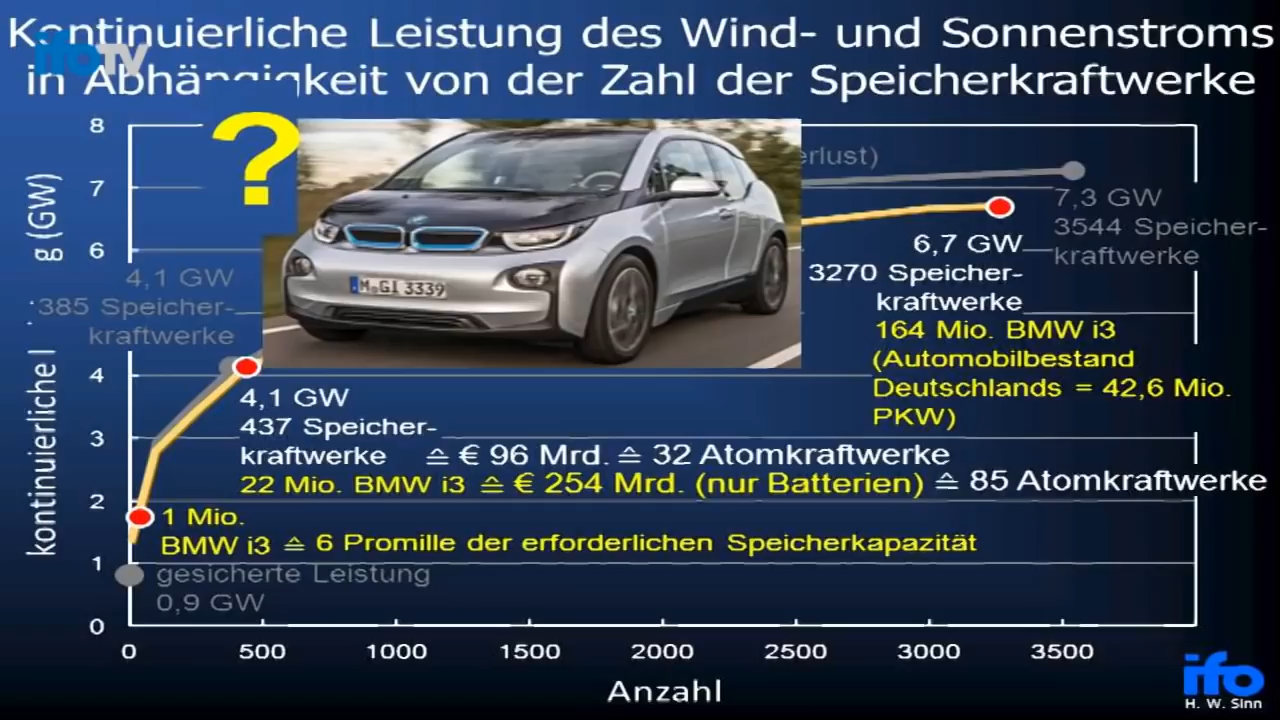 Kontinuierliche Leistung des Wind- und Sonnenstroms
ifo TV
in Abhängigkeit von der Zahl der Speicherkraftwerke
8
7
6
4
3
2
1
0
g (GW)
kontinuierliche
?
M GI 3339
7,3 GW
3544 Speicher-
kraftwerke
6,7 GW
3270 Speicher-
kraftwerke
164 Mio. BMW i3
(Automobilbestand
Deutschlands = 42,6 Mio.
PKW)
4,1 GW
385 Speicher-
kraftwerke
4,1 GW
437 Speicher-
kraftwerke ≙ € 96 Mrd. ≙ 32 Atomkraftwerke
22 Mio. BMW i3 ≙ € 254 Mrd. (nur Batterien) ≙ 85 Atomkraftwerke
1 Mio.
BMW i3 ≙ 6 Promille der erforderlichen Speicherkapazität
gesicherte Leistung
0,9 GW
0 500 1000 1500 2000 2500 3000 3500
Anzahl
ifo
H. W. Sinn